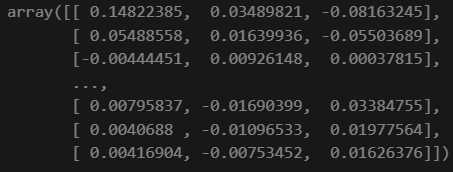 array([[ 0.14822385,  0.03489821, -0.08163245],
       [ 0.05488558,  0.01639936, -0.05503689],
       [-0.00444451,  0.00926148,  0.00037815],
       ...,
       [ 0.00795837, -0.01690399,  0.03384755],
       [ 0.0040688 , -0.01096533,  0.01977564],
       [ 0.00416904, -0.00753452,  0.01626376]])